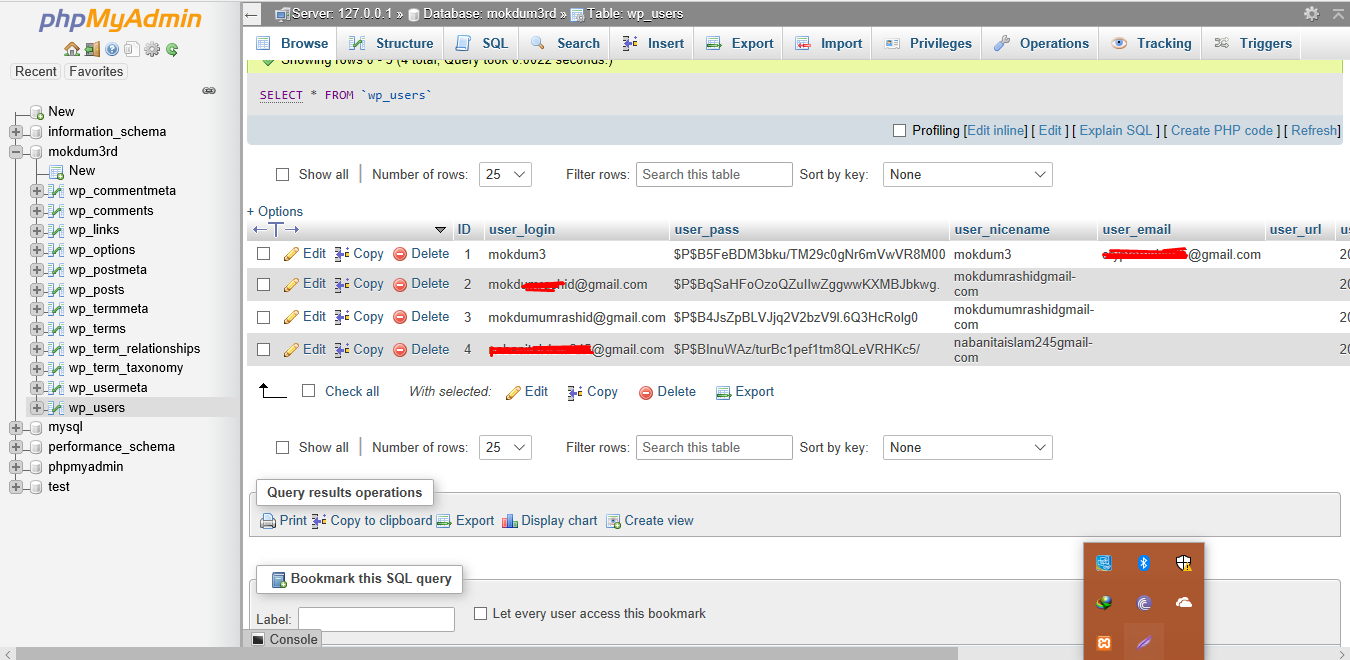 phpMyAdmin
Recent Favorites
New
information_schema
mokdum3rd
New
wp_commentmeta
wp_comments
wp_links
wp_options
wp_postmeta
wp_posts
wp_termmeta
wp_terms
wp_term_relationships
wp_term_taxonomy
wp_usermeta
wp_users
mysql
performance_schema
phpmyadmin
test
Server: 127.0.0.1 » Database: mokdum3rd » Table: wp_users
Browse Structure SQL Search Insert Export Import Privileges Operations Tracking Triggers
Showing rows 0 - 3 (4 total, Query took 0.0022 seconds.)
SELECT * FROM `wp_users`
Profiling [Edit inline] [ Edit ] [ Explain SQL ] [ Create PHP code ] [ Refresh]
Show all Number of rows: 25 Filter rows: Search this table Sort by key: None
+ Options
ID user_login user_pass user_nicename user_email user_url
Edit Copy Delete 1 mokdum3 $P$B5FeBDM3bku/TM29c0gNr6mVwVR8M00 mokdum3 @gmail.com 20
Edit Copy Delete 2 mokd id@gmail.com $P$BqSaHFoOzoQZuIIwZggwwKXMBJbkwg. mokdumrashidgmail-
com 20
Edit Copy Delete 3 mokdumumrashid@gmail.com $P$B4JsZpBLVJjq2V2bzV9I.6Q3HcRolg0 mokdumumrashidgmail-
com 20
Edit Copy Delete 4 @gmail.com $P$BInuWAz/turBc1pef1tm8QLeVRHKc5/ nabanitaislam245gmail-
com 20
Check all With selected: Edit Copy Delete Export
Show all Number of rows: 25 Filter rows: Search this table Sort by key: None
Query results operations
Print Copy to clipboard Export Display chart Create view
Bookmark this SQL query
Label: Let every user access this bookmark
Console